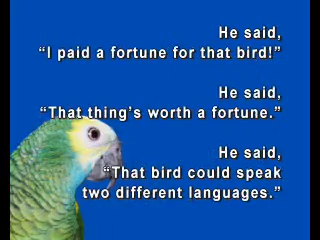 He said,
“I paid a fortune for that bird!”
He said,
“That thing’s worth a fortune.”
He said,
“That bird could speak
two different languages.”